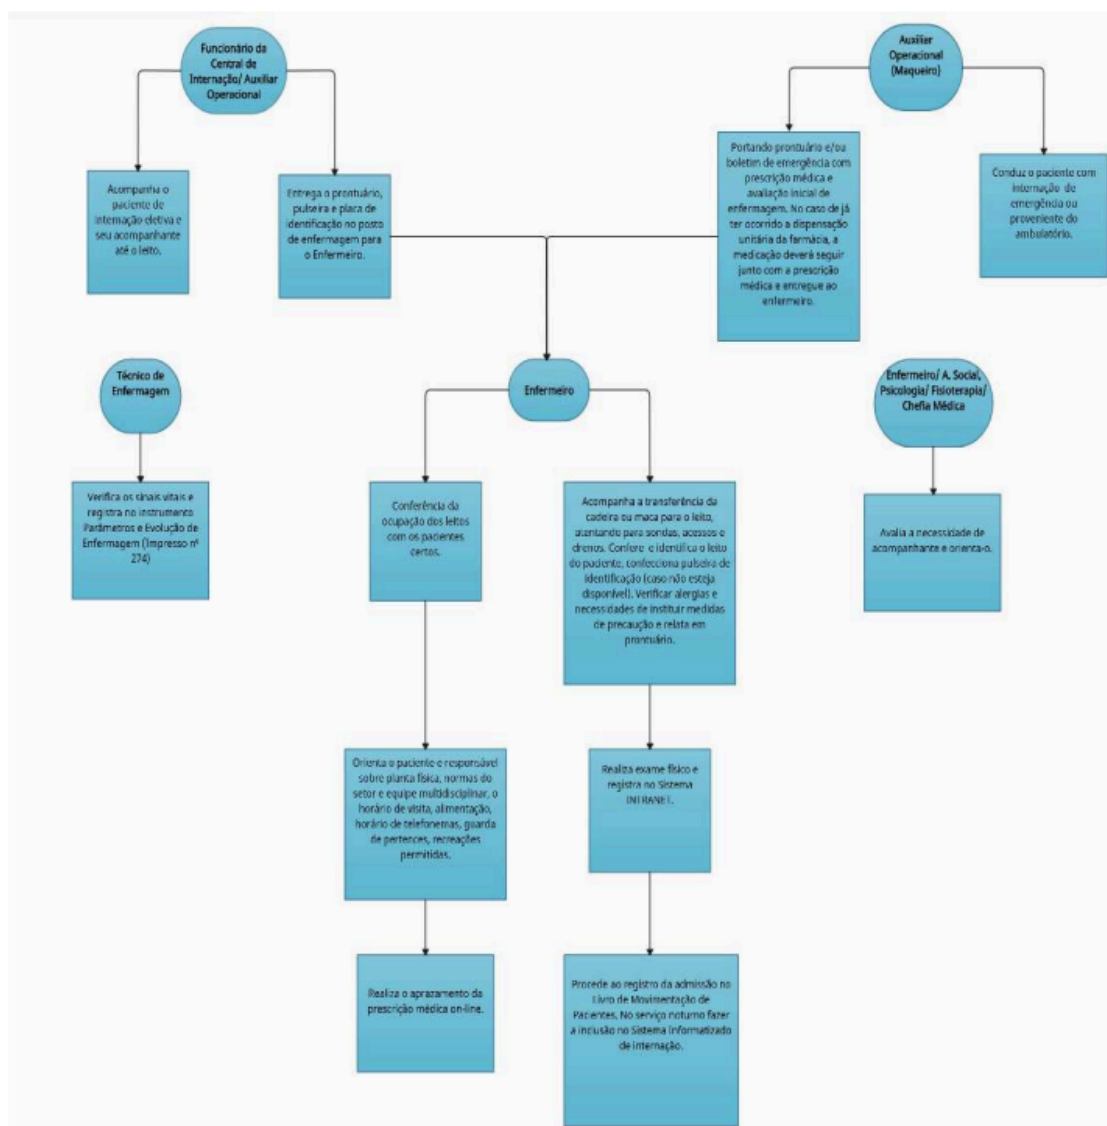 Funcionário da
Central de
Internação/ Auxiliar
Operacional
Auxiliar
Operacional
(Maqueiro)
Acompanha o
paciente de
internação eletiva e
seu acompanhante
até o leito.
Entrega o prontuário,
pulseira e placa de
identificação no posto
de enfermagem para
o Enfermeiro.
Portando prontuário e/ou
boletim de emergência com
prescrição médica e
avaliação inicial de
enfermagem. No caso de já
ter ocorrido a dispensação
unitária da farmácia, a
medicação deverá seguir
junto com a prescrição
médica e entregue ao
enfermeiro.
Conduz o paciente com
internação de
emergência ou
proveniente do
ambulatório.
Técnico de
Enfermagem
Enfermeiro
Enfermeiro/ A. Social,
Psicologia/ Fisioterapia/
Chefia Médica
Verifica os sinais vitais e
registra no instrumento
Parâmetros e Evolução de
Enfermagem (Impresso nº
274)
Conferência da
ocupação dos leitos
com os pacientes
certos.
Acompanha a transferência da
cadeira ou maca para o leito,
atentando para sondas, acessos e
drenos. Confere e identifica o leito
do paciente, confecciona pulseira de
identificação (caso não esteja
disponível). Verificar alergias e
necessidades de instituir medidas
de precaução e relata em
prontuário.
Avalia a necessidade de
acompanhante e orienta-o.
Orienta o paciente e responsável
sobre planta física, normas do
setor e equipe multidisciplinar, o
horário de visita, alimentação,
horário de telefonemas, guarda
de pertences, recreações
permitidas.
Realiza exame físico e
registra no Sistema
INTRANET.
Realiza o aprazamento da
prescrição médica on-line.
Procede ao registro da admissão no
Livro de Movimentação de
Pacientes. No serviço noturno fazer
a inclusão no Sistema Informatizado
de internação.